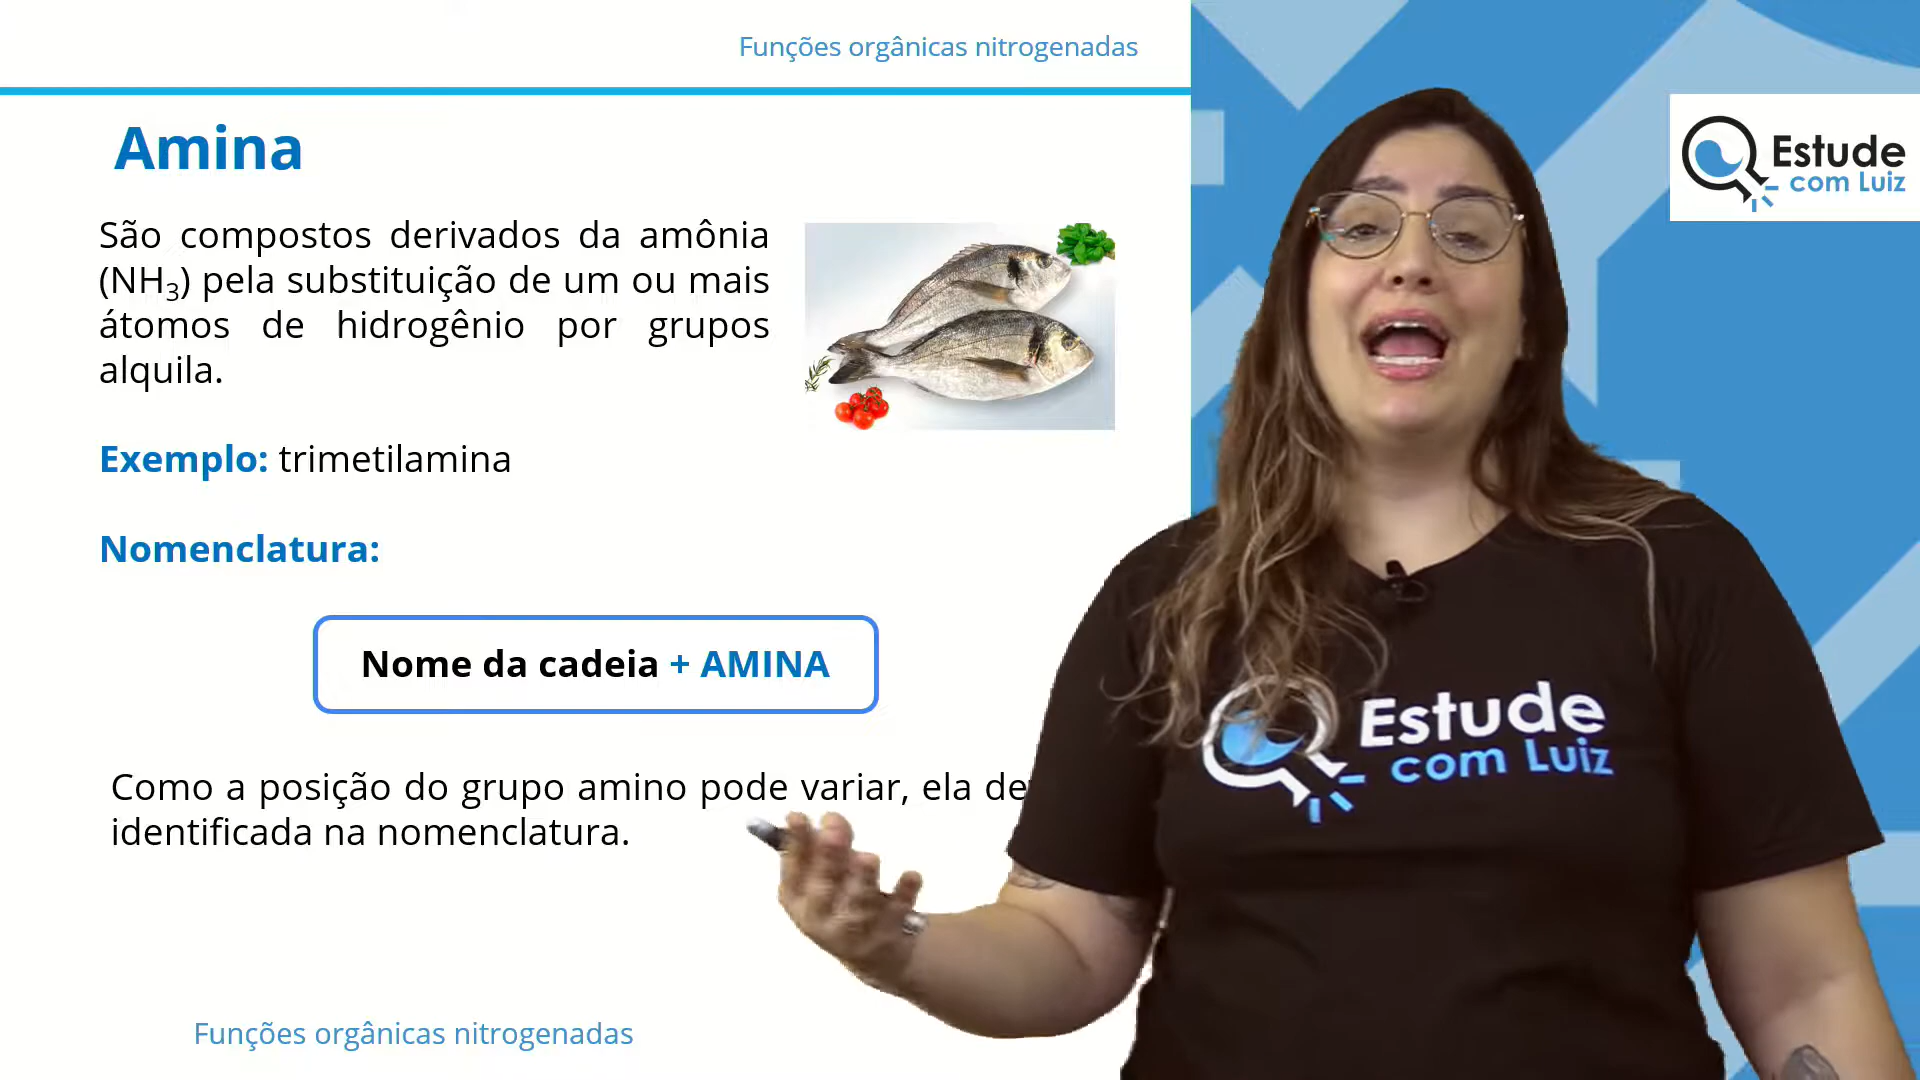 Funções orgânicas nitrogenadas
Amina
São compostos derivados da amônia
(NH₃) pela substituição de um ou mais
átomos de hidrogênio por grupos
alquila.
Exemplo: trimetilamina
Nomenclatura:
Nome da cadeia + AMINA
Como a posição do grupo amino pode variar, ela
identificada na nomenclatura.
Funções orgânicas nitrogenadas
Estude
com Luiz
Estude
com Luiz